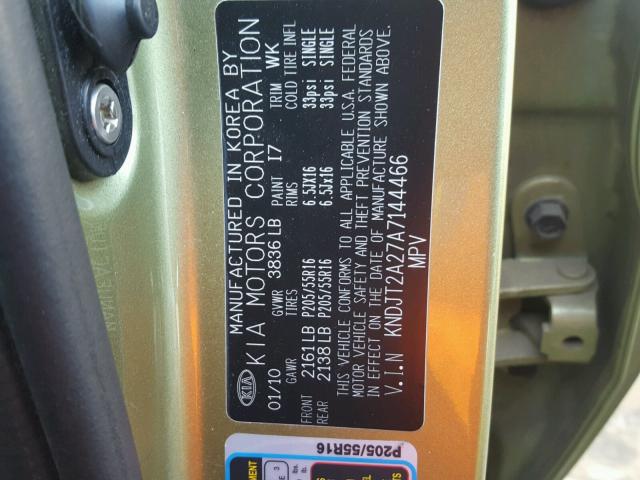 MANUFACTURED IN KOREA BY
KIA KIA MOTORS CORPORATION
01/10 GVWR 3836 LB PAINT I7 TRIM WK
GAWR TIRES RIMS COLD TIRE INFL
FRONT 2161 LB P205/55R16 6.5JX16 33psi SINGLE
REAR 2138 LB P205/55R16 6.5Jx16 33psi SINGLE
THIS VEHICLE CONFORMS TO ALL APPLICABLE U.S.A. FEDERAL
MOTOR VEHICLE SAFETY AND THEFT PREVENTION STANDARDS
IN EFFECT ON THE DATE OF MANUFACTURE SHOWN ABOVE.
V.I.N KNDJT2A27A7144466
MPV
P205/55R16
3